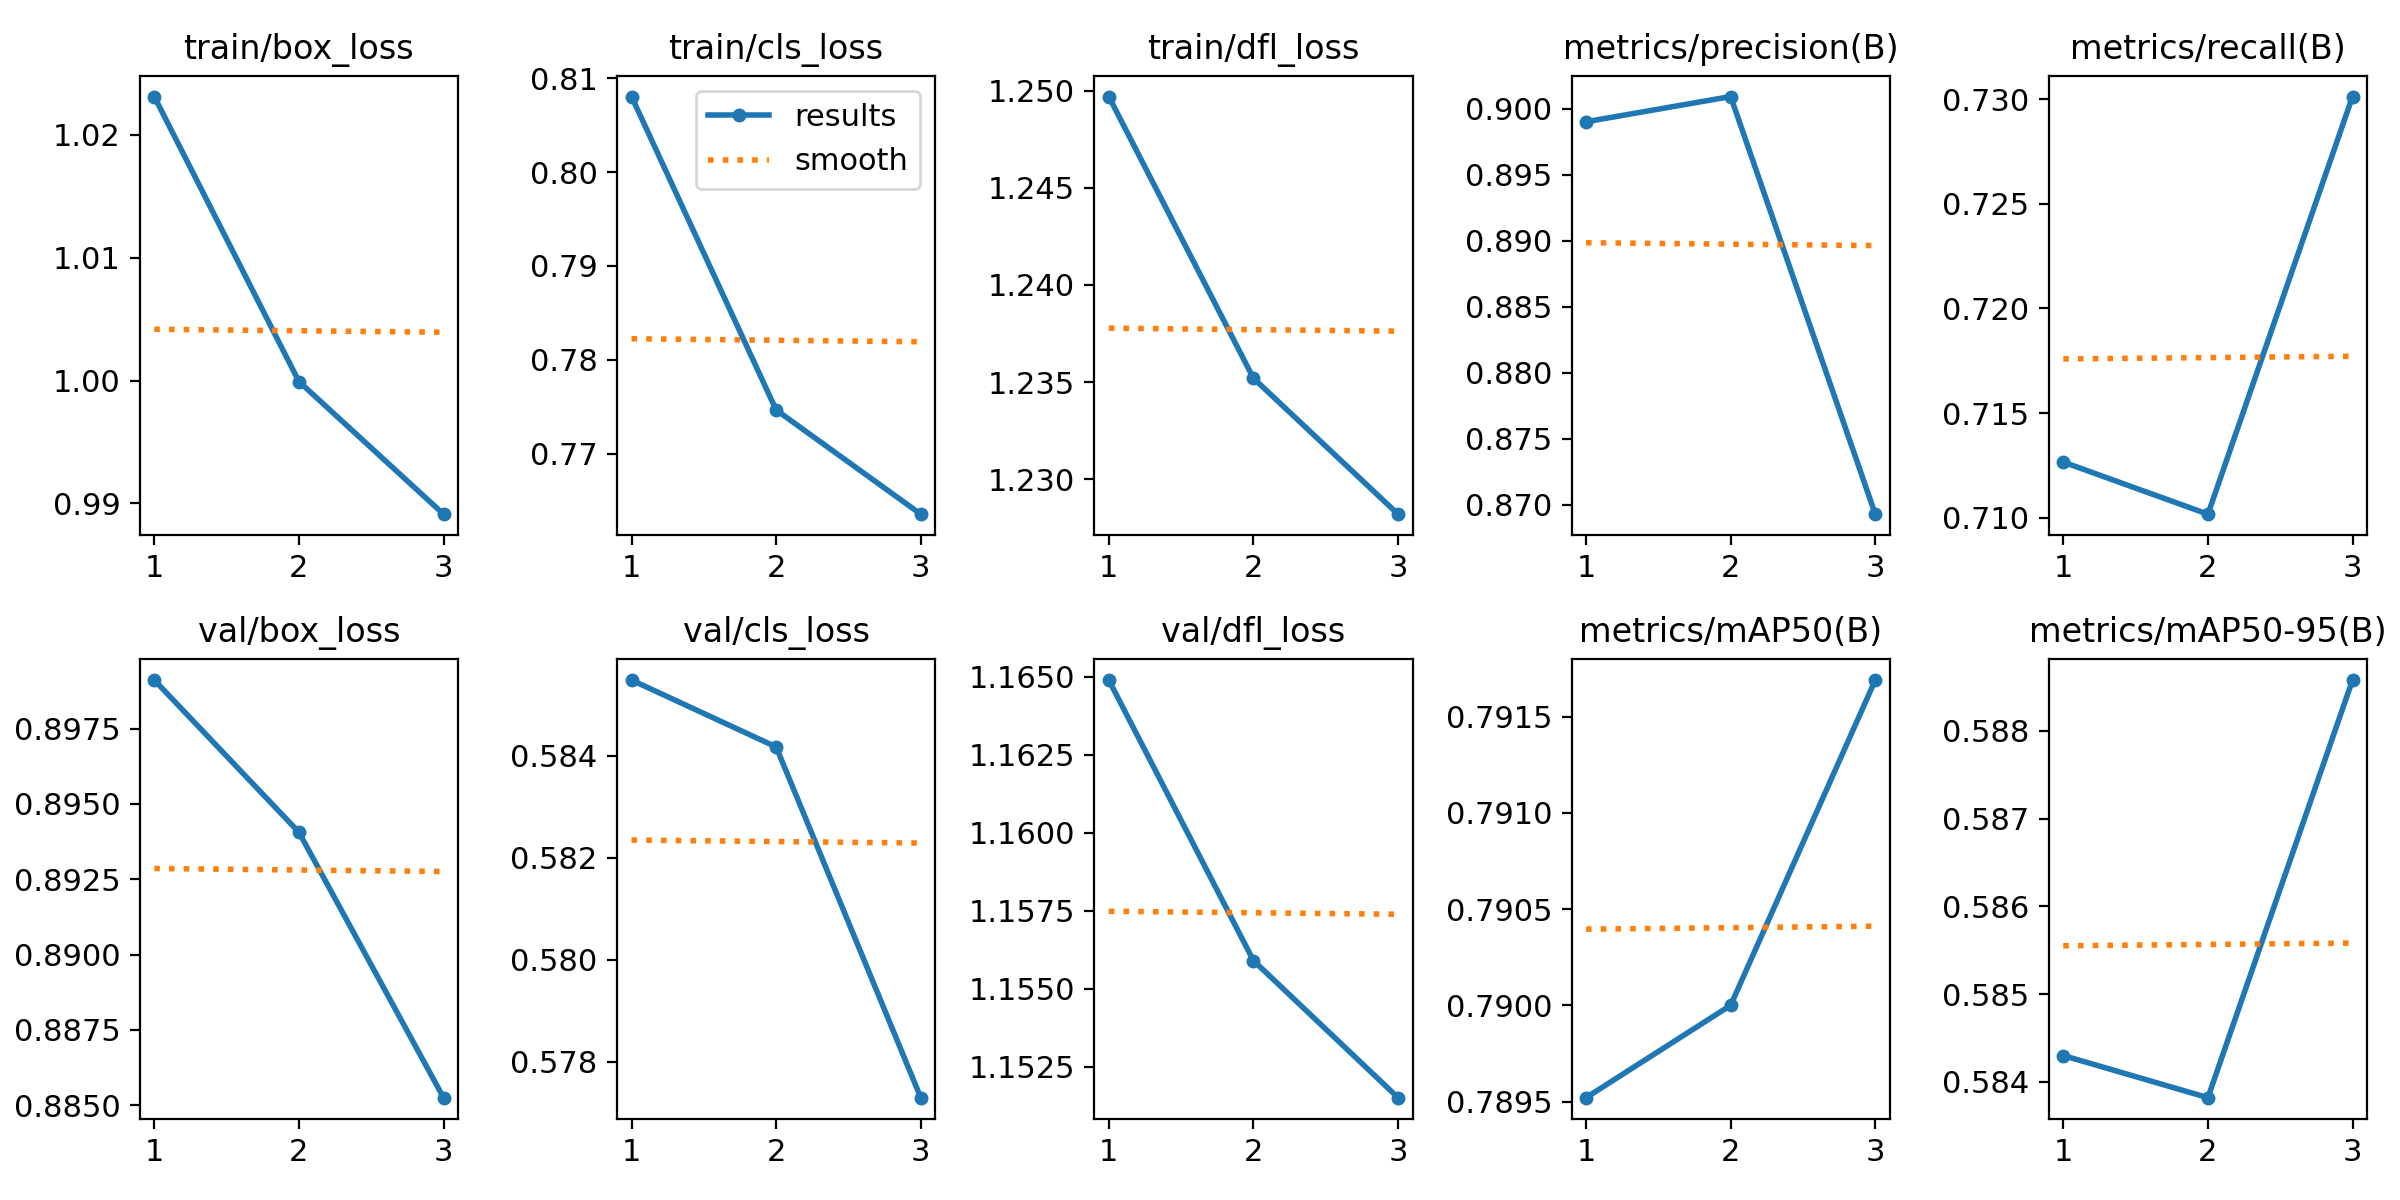 train/box_loss
1.02
1.01
1.00
0.99
1 2 3
train/cls_loss
results
smooth
0.81
0.80
0.79
0.78
0.77
1 2 3
train/dfl_loss
1.250
1.245
1.240
1.235
1.230
1 2 3
metrics/precision(B)
0.900
0.895
0.890
0.885
0.880
0.875
0.870
1 2 3
metrics/recall(B)
0.730
0.725
0.720
0.715
0.710
1 2 3
val/box_loss
0.8975
0.8950
0.8925
0.8900
0.8875
0.8850
1 2 3
val/cls_loss
0.584
0.582
0.580
0.578
1 2 3
val/dfl_loss
1.1650
1.1625
1.1600
1.1575
1.1550
1.1525
1 2 3
metrics/mAP50(B)
0.7915
0.7910
0.7905
0.7900
0.7895
1 2 3
metrics/mAP50-95(B)
0.588
0.587
0.586
0.585
0.584
1 2 3